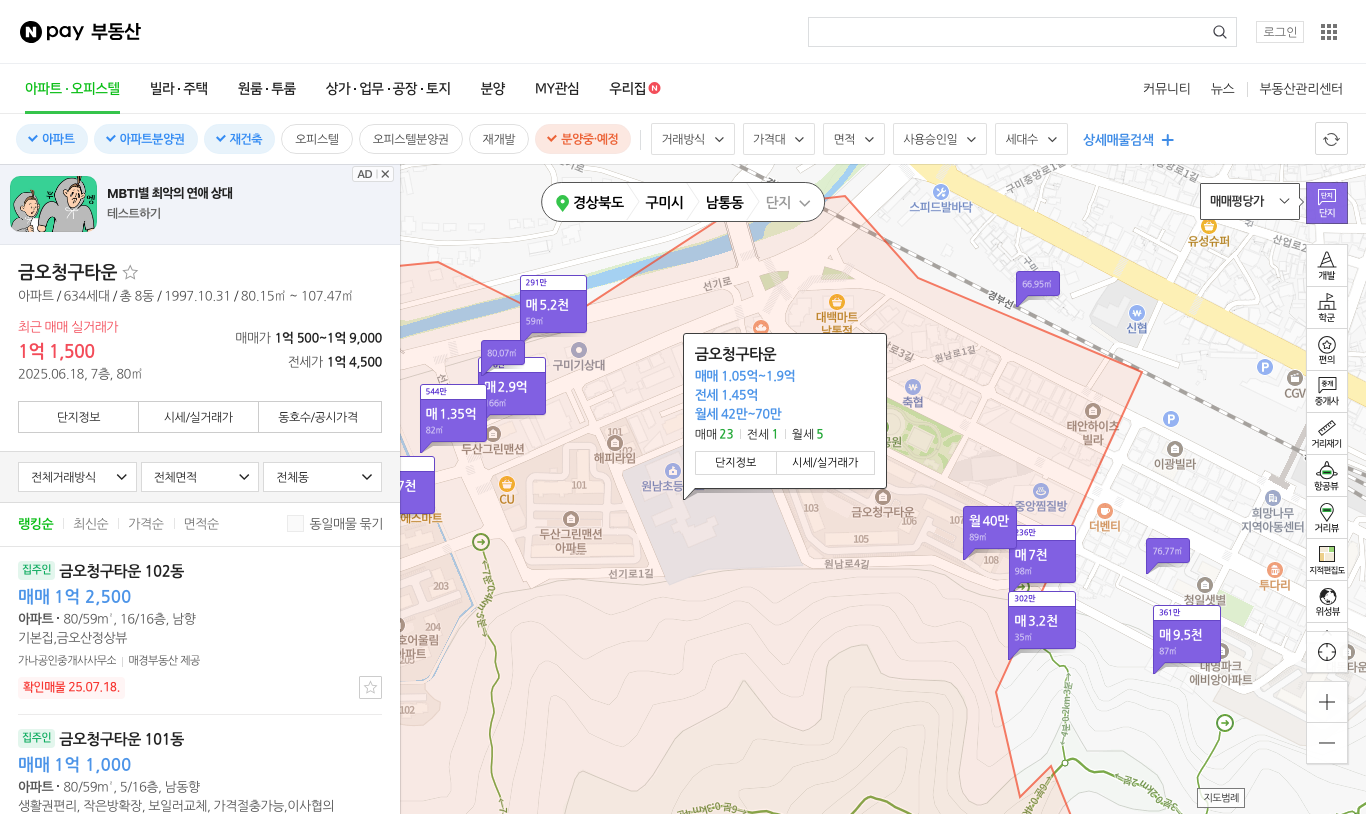 N pay 부동산
로그인
아파트·오피스텔 빌라·주택 원룸·투룸 상가·업무·공장·토지 분양 MY관심 우리집 N
커뮤니티 뉴스 부동산관리센터
아파트 아파트분양권 재건축 오피스텔 오피스텔분양권 재개발 분양중·예정 거래방식 가격대 면적 사용승인일 세대수 상세매물검색
AD
MBTI별 최악의 연애 상대
테스트하기
금오청구타운
아파트 / 634세대 / 총 8동 / 1997.10.31 / 80.15㎡ ~ 107.47㎡
최근 매매 실거래가
1억 1,500
2025.06.18, 7층, 80㎡
매매가 1억 500~1억 9,000
전세가 1억 4,500
단지정보 시세/실거래가 동호수/공시가격
전체거래방식 전체면적 전체동
랭킹순 최신순 가격순 면적순 동일매물 묶기
집주인 금오청구타운 102동
매매 1억 2,500
아파트 · 80/59㎡, 16/16층, 남향
기본집,금오산정상뷰
가나공인중개사사무소 매경부동산 제공
확인매물 25.07.18.
집주인 금오청구타운 101동
매매 1억 1,000
아파트 · 80/59㎡, 5/16층, 남동향
생활권편리, 작은방확장, 보일러교체, 가격절충가능,이사협의
경상북도 구미시 남통동 단지
매매평당가
단지
단지
스피드발바닥
구미중앙로
유성슈퍼
산업로2
경부선
66.95㎡
신협
선기로
대백마트
남통점
291만
매 5.2천
59㎡
80.07㎡
매 2.9억
66㎡
544만
매 1.35억
82㎡
7천
구미기상대
두산그린맨션
해피라임
101
101
원남초등
CU
에스마트
두산그린맨션
아파트
선기로1길
로3길
원남로1길
축협
공원
금오청구타운
매매 1.05억~1.9억
전세 1.45억
월세 42만~70만
매매 23 전세 1 월세 5
단지정보 시세/실거래가
태안하이츠
빌라
CGV
이광빌라
중앙찜질방
더벤티
희망나무
지역아동센터
금오청구타운
103
106
105
107
108
원남로4길
월 40만
89㎡
236만
매 7천
98㎡
302만
매 3.2천
35㎡
76.77㎡
361만
매 9.5천
87㎡
청일샛별
투다리
대영파크
에비앙아파트
타운
203
204
호어울림
아파트
102
개발
학군
편의
중개
중개사
거리재기
항공뷰
거리뷰
지적편집도
위성뷰
지도범례